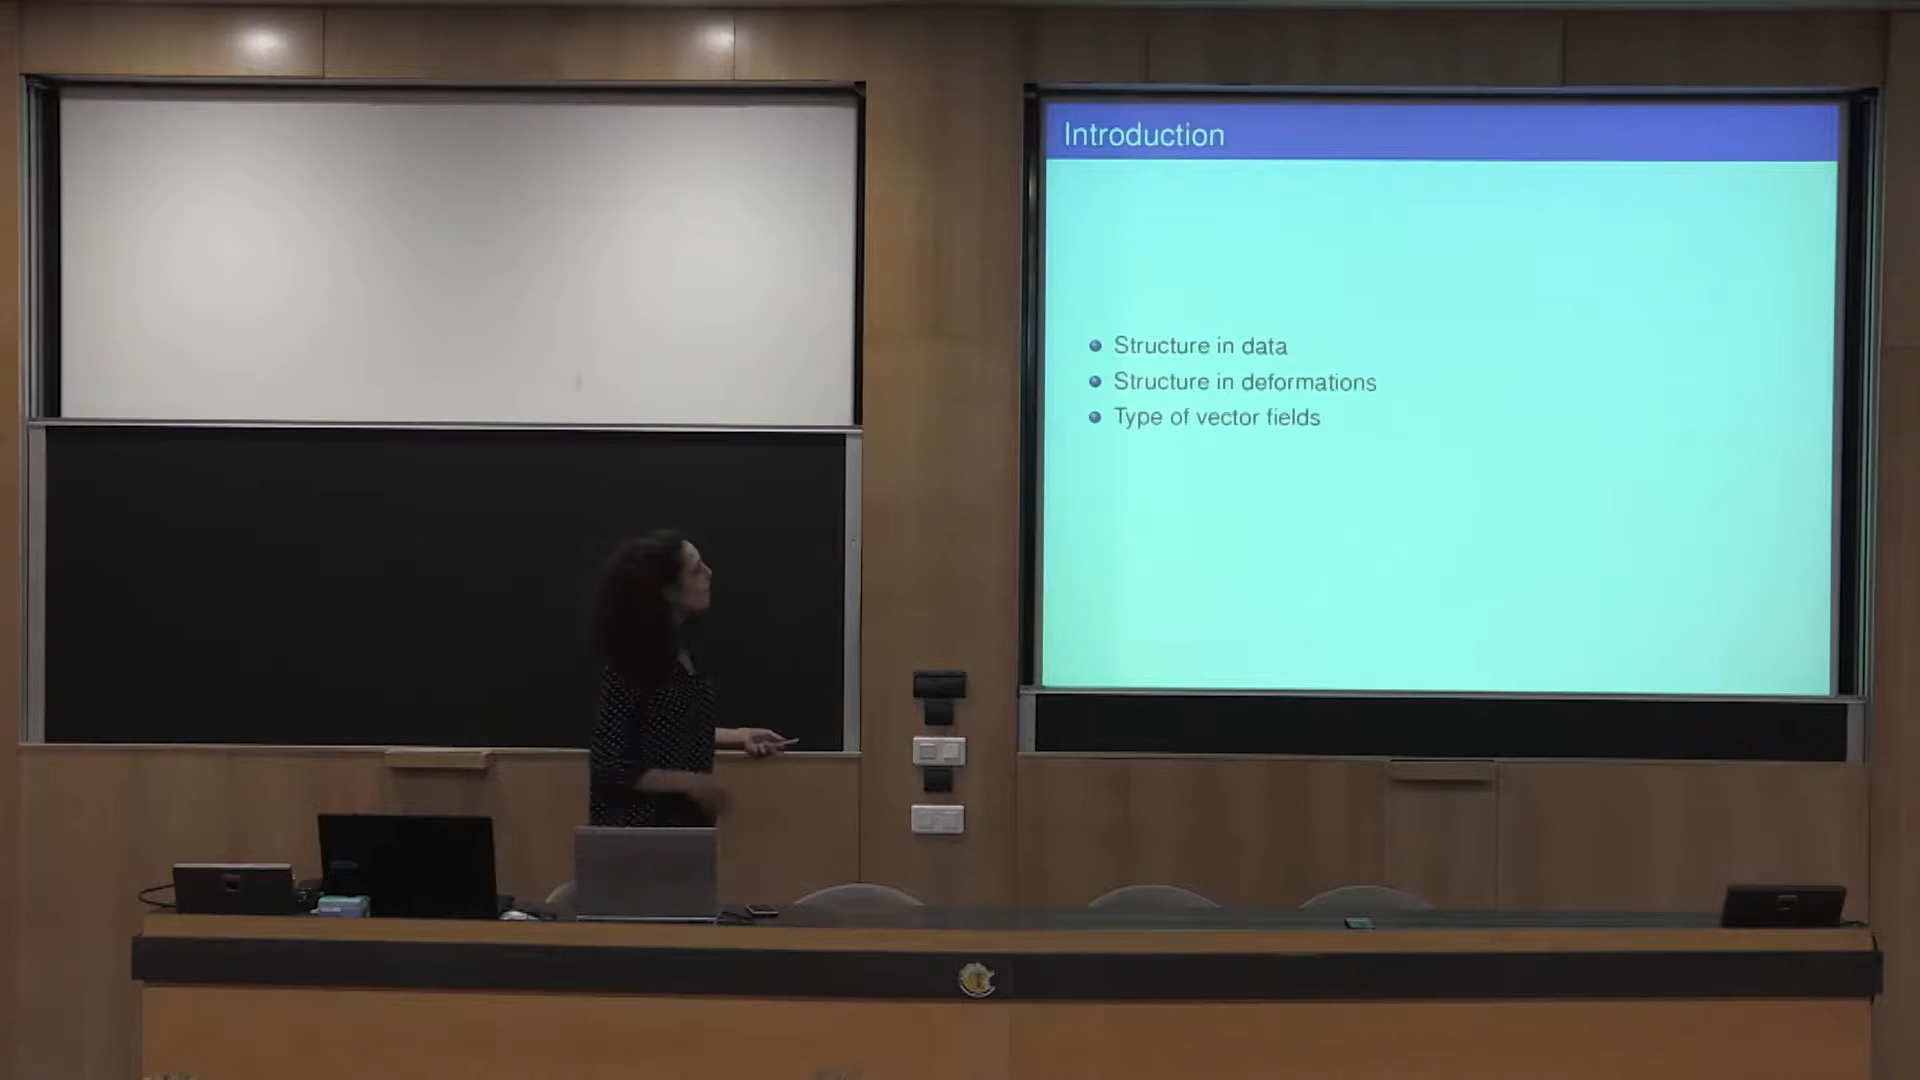 Introduction
Structure in data
Structure in deformations
Type of vector fields